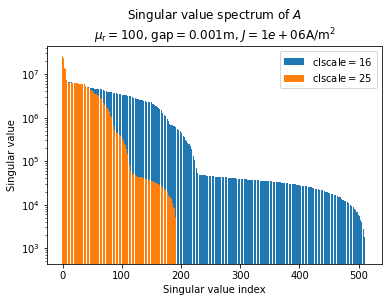 Singular value spectrum of A
μr = 100, gap = 0.001m, J = 1e + 06A/m²
clscale = 16
clscale = 25
Singular value
10⁷
10⁶
10⁵
10⁴
10³
0 100 200 300 400 500
Singular value index